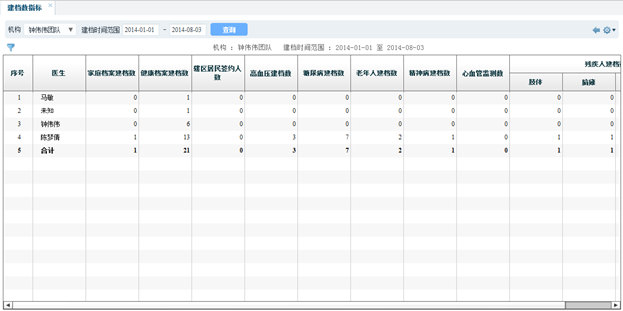 建档数指标
机构 钟伟伟团队 建档时间范围 2014-01-01 - 2014-08-03 查询
机构 : 钟伟伟团队 建档时间范围 : 2014-01-01 至 2014-08-03
序号 医生 家庭档案建档数 健康档案建档数 辖区居民签约人数 高血压建档数 糖尿病建档数 老年人建档数 精神病建档数 心血管监测数 残疾人建档
肢体 脑瘫
1 马敏 0 1 0 0 0 0 0 0 0 0
2 未知 0 1 0 0 0 0 0 0 0 0
3 钟伟伟 0 6 0 0 0 0 0 0 0 0
4 陈梦倩 1 13 0 3 7 2 1 0 1 1
5 合计 1 21 0 3 7 2 1 0 1 1